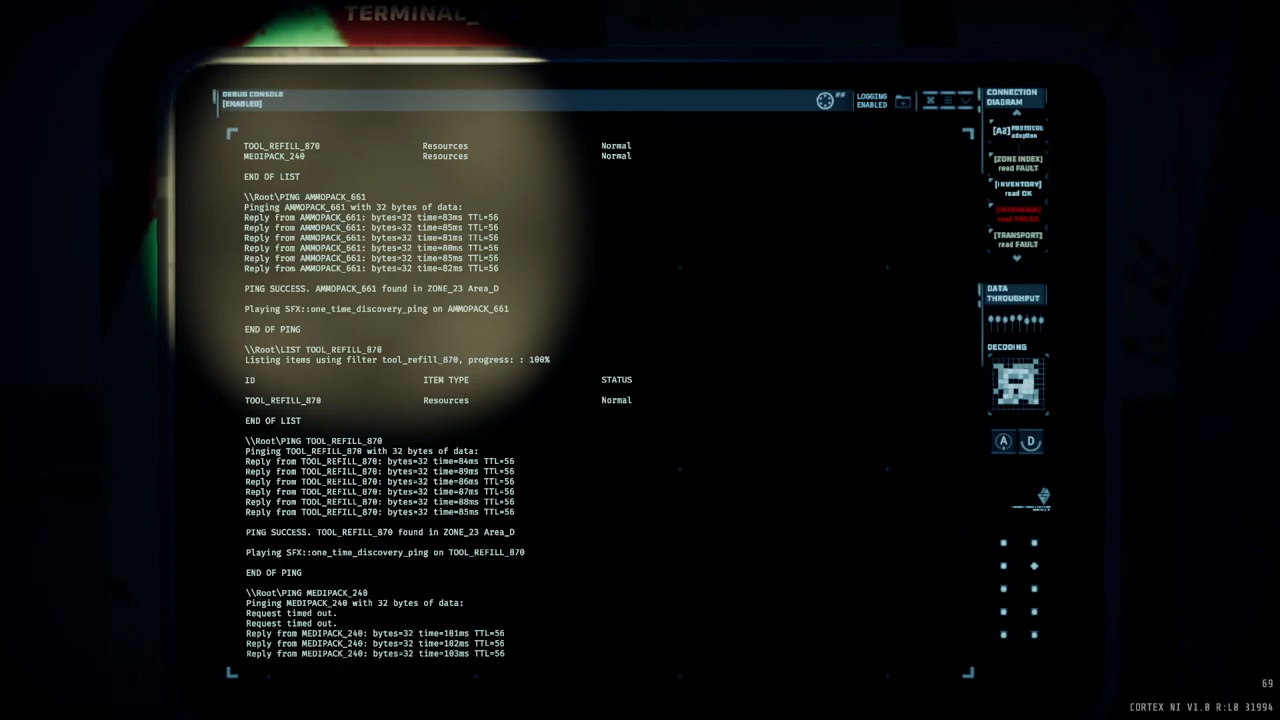 TERMINAL_
DEBUG CONSOLE
[ENABLED]
LOGGING
ENABLED
TOOL_REFILL_870 Resources Normal
MEDIPACK_240 Resources Normal
END OF LIST
\\Root\PING AMMOPACK_661
Pinging AMMOPACK_661 with 32 bytes of data:
Reply from AMMOPACK_661: bytes=32 time=83ms TTL=56
Reply from AMMOPACK_661: bytes=32 time=85ms TTL=56
Reply from AMMOPACK_661: bytes=32 time=81ms TTL=56
Reply from AMMOPACK_661: bytes=32 time=80ms TTL=56
Reply from AMMOPACK_661: bytes=32 time=85ms TTL=56
Reply from AMMOPACK_661: bytes=32 time=82ms TTL=56
PING SUCCESS. AMMOPACK_661 found in ZONE_23 Area_D
Playing SFX::one_time_discovery_ping on AMMOPACK_661
END OF PING
\\Root\LIST TOOL_REFILL_870
Listing items using filter tool_refill_870, progress: : 100%
ID ITEM TYPE STATUS
TOOL_REFILL_870 Resources Normal
END OF LIST
\\Root\PING TOOL_REFILL_870
Pinging TOOL_REFILL_870 with 32 bytes of data:
Reply from TOOL_REFILL_870: bytes=32 time=84ms TTL=56
Reply from TOOL_REFILL_870: bytes=32 time=89ms TTL=56
Reply from TOOL_REFILL_870: bytes=32 time=86ms TTL=56
Reply from TOOL_REFILL_870: bytes=32 time=87ms TTL=56
Reply from TOOL_REFILL_870: bytes=32 time=88ms TTL=56
Reply from TOOL_REFILL_870: bytes=32 time=85ms TTL=56
PING SUCCESS. TOOL_REFILL_870 found in ZONE_23 Area_D
Playing SFX::one_time_discovery_ping on TOOL_REFILL_870
END OF PING
\\Root\PING MEDIPACK_240
Pinging MEDIPACK_240 with 32 bytes of data:
Request timed out.
Request timed out.
Reply from MEDIPACK_240: bytes=32 time=101ms TTL=56
Reply from MEDIPACK_240: bytes=32 time=102ms TTL=56
Reply from MEDIPACK_240: bytes=32 time=103ms TTL=56
CONNECTION
DIAGRAM
[A2] PROTOCOL
adaption
[ZONE INDEX]
read FAULT
[INVENTORY]
read OK
read FAILED
[TRANSPORT]
read FAULT
DATA
THROUGHPUT
DECODING
A D
69
CORTEX NI V1.0 R:L0 31994